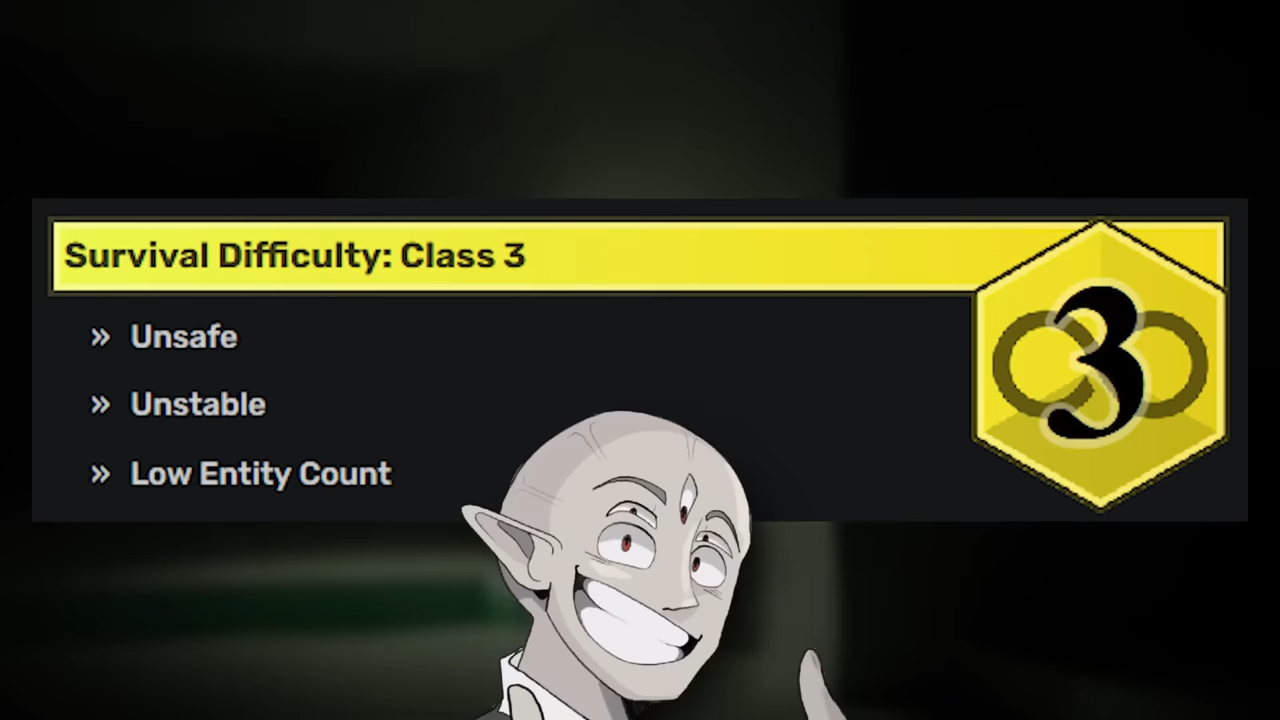 Survival Difficulty: Class 3
3
» Unsafe
» Unstable
» Low Entity Count